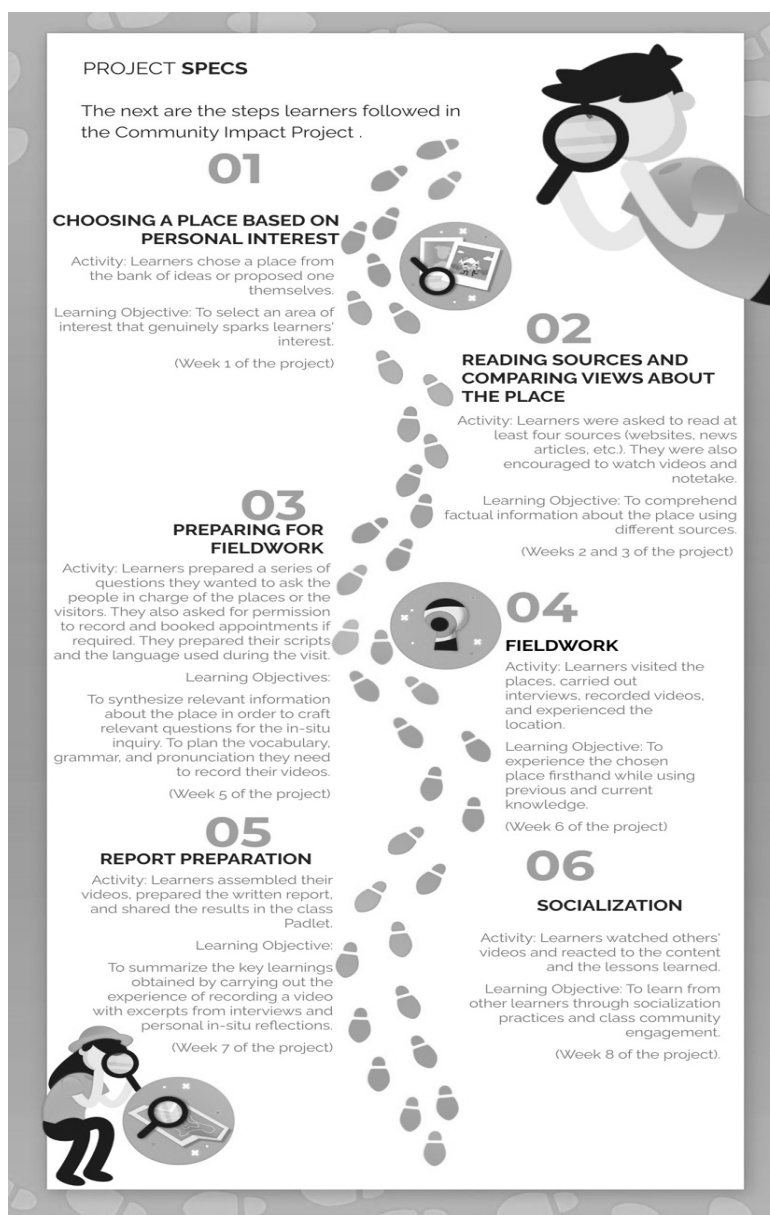 PROJECT SPECS
The next are the steps learners followed in
the Community Impact Project .
01
CHOOSING A PLACE BASED ON
PERSONAL INTEREST
Activity: Learners chose a place from
the bank of ideas or proposed one
themselves.
Learning Objective: To select an area of
interest that genuinely sparks learners'
interest.
(Week 1 of the project)
02
READING SOURCES AND
COMPARING VIEWS ABOUT
THE PLACE
Activity: Learners were asked to read at
least four sources (websites, news
articles, etc.). They were also
encouraged to watch videos and
notetake.
Learning Objective: To comprehend
factual information about the place using
different sources.
(Weeks 2 and 3 of the project)
03
PREPARING FOR
FIELDWORK
Activity: Learners prepared a series of
questions they wanted to ask the
people in charge of the places or the
visitors. They also asked for permission
to record and booked appointments if
required. They prepared their scripts
and the language used during the visit.
Learning Objectives:
To synthesize relevant information
about the place in order to craft
relevant questions for the in-situ
inquiry. To plan the vocabulary,
grammar, and pronunciation they need
to record their videos.
(Week 5 of the project)
04
FIELDWORK
Activity: Learners visited the
places, carried out
interviews, recorded videos,
and experienced the
location.
Learning Objective: To
experience the chosen
place firsthand while using
previous and current
knowledge.
(Week 6 of the project)
05
REPORT PREPARATION
Activity: Learners assembled their
videos, prepared the written report,
and shared the results in the class
Padlet.
Learning Objective:
To summarize the key learnings
obtained by carrying out the
experience of recording a video
with excerpts from interviews and
personal in-situ reflections.
(Week 7 of the project)
06
SOCIALIZATION
Activity: Learners watched others'
videos and reacted to the content
and the lessons learned.
Learning Objective: To learn from
other learners through socialization
practices and class community
engagement.
(Week 8 of the project).